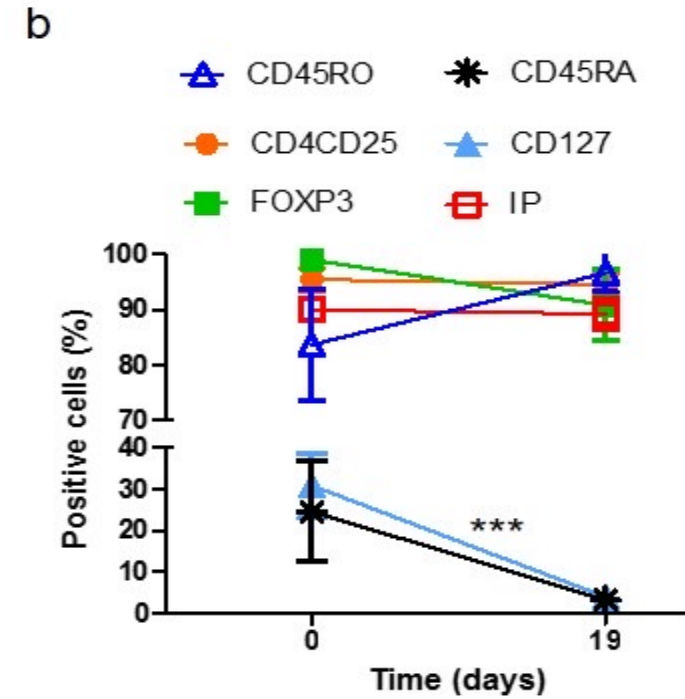 b
CD45RO CD45RA
CD4CD25 CD127
FOXP3 IP
100
90
80
70
40
30
20
10
0
Positive cells (%)
***
0 19
Time (days)